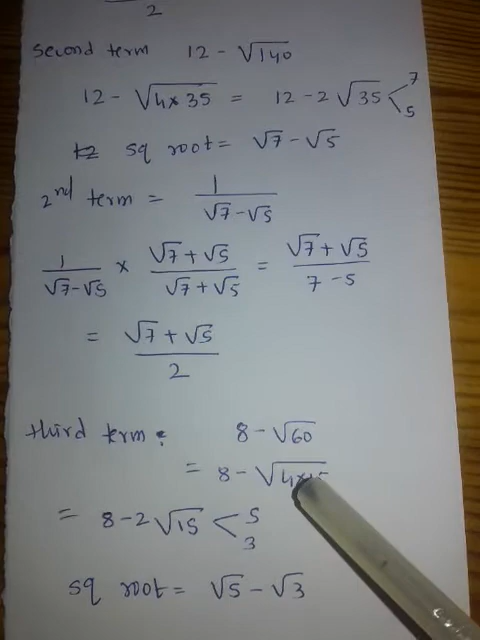 2
second term 12 - √140
12 - √4×35 = 12 - 2√35 < 7 5
sq root = √7 - √5
2nd term = 1/(√7 - √5)
1/(√7 - √5) × (√7 + √5)/(√7 + √5) = (√7 + √5)/(7 - 5)
= (√7 + √5)/2
third term: 8 - √60
= 8 - √4×15
= 8 - 2√15 < 5 3
sq root = √5 - √3